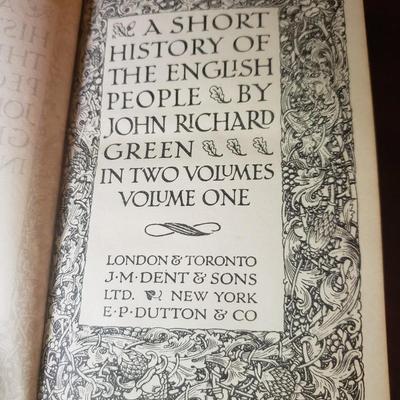 A SHORT
HISTORY OF
THE ENGLISH
PEOPLE BY
JOHN RICHARD
GREEN
IN TWO VOLUMES
VOLUME ONE
LONDON & TORONTO
J·M·DENT & SONS
LTD. NEW YORK
E·P·DUTTON & CO